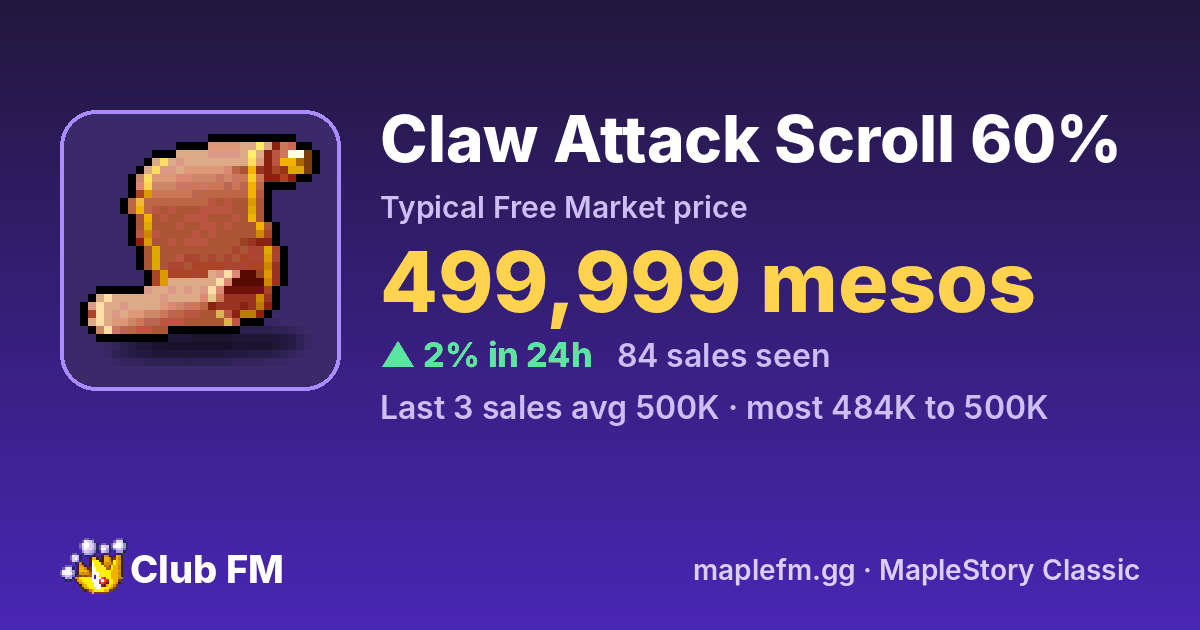 Claw Attack Scroll 60%
Typical Free Market price
499,999 mesos
▲ 2% in 24h 84 sales seen
Last 3 sales avg 500K · most 484K to 500K
Club FM
maplefm.gg · MapleStory Classic